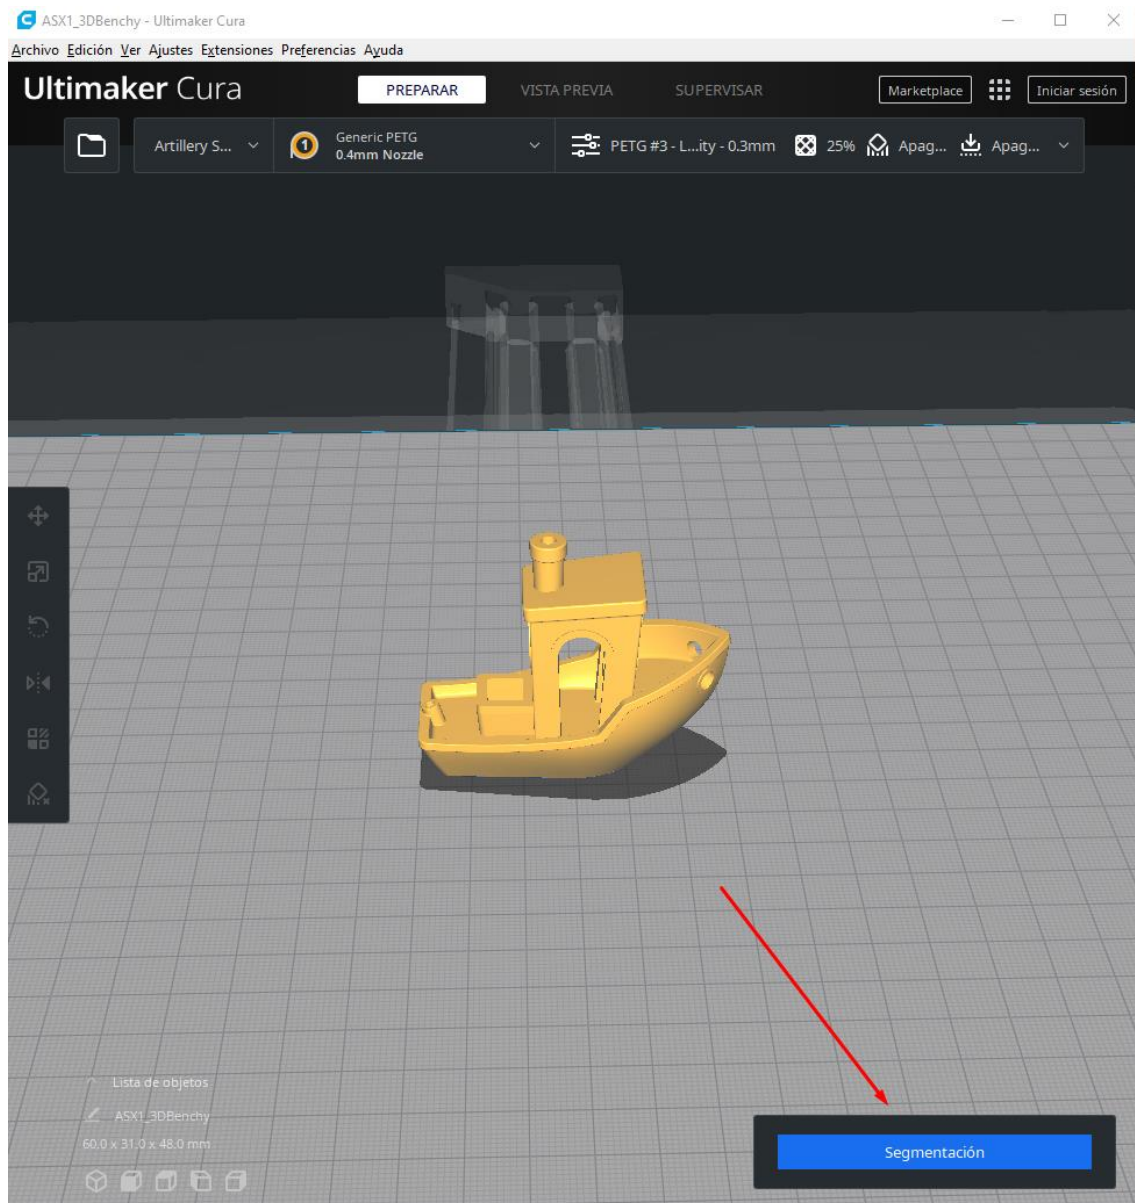 ASX1_3DBenchy - Ultimaker Cura
Archivo Edición Ver Ajustes Extensiones Preferencias Ayuda
Ultimaker Cura PREPARAR VISTA PREVIA SUPERVISAR Marketplace Iniciar sesión
Artillery S... 1 Generic PETG
0.4mm Nozzle
PETG #3 - L...ity - 0.3mm 25% Apag... Apag...
Lista de objetos
ASX1_3DBenchy
60.0 x 31.0 x 48.0 mm
Segmentación